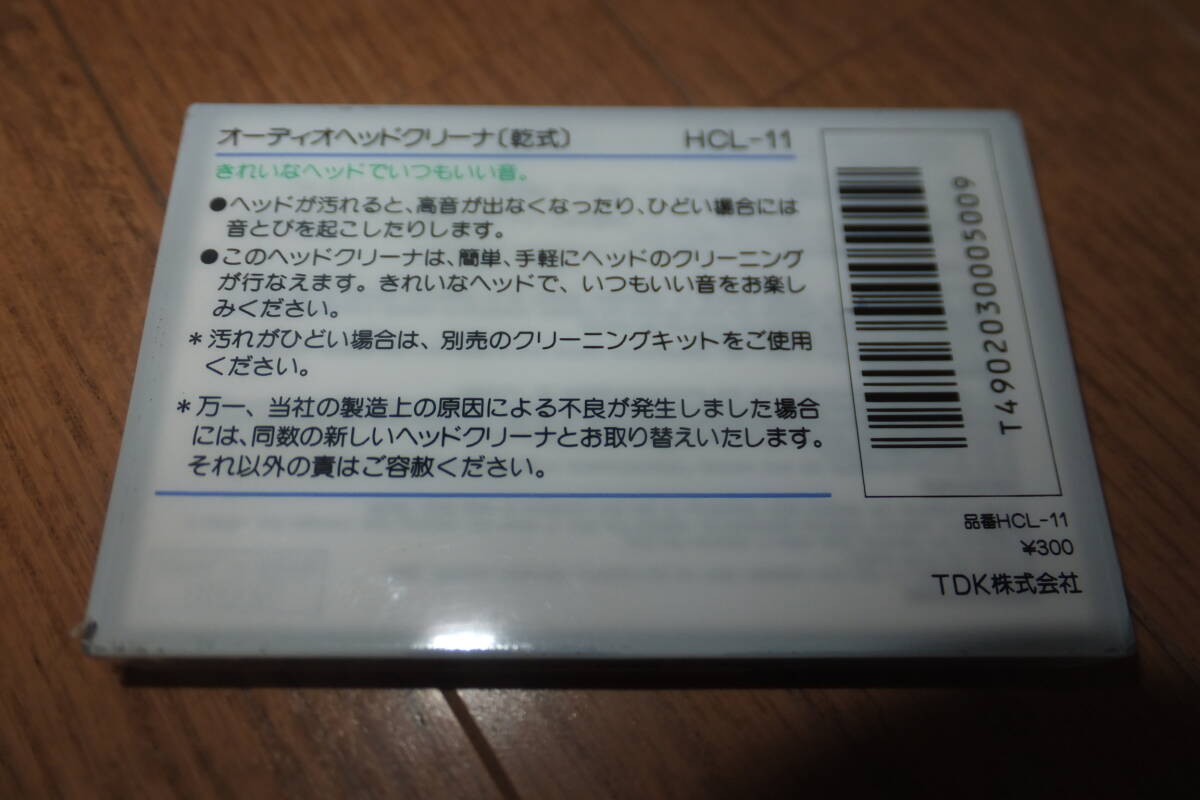 オーディオヘッドクリーナ〔乾式〕 HCL-11
きれいなヘッドでいつもいい音。
●ヘッドが汚れると、高音が出なくなったり、ひどい場合には
音とびを起こしたりします。
●このヘッドクリーナは、簡単、手軽にヘッドのクリーニング
が行なえます。きれいなヘッドで、いつもいい音をお楽し
みください。
＊汚れがひどい場合は、別売のクリーニングキットをご使用
ください。
＊万一、当社の製造上の原因による不良が発生しました場合
には、同数の新しいヘッドクリーナとお取り替えいたします。
それ以外の責はご容赦ください。
T4902030005009
品番HCL-11
¥300
TDK株式会社